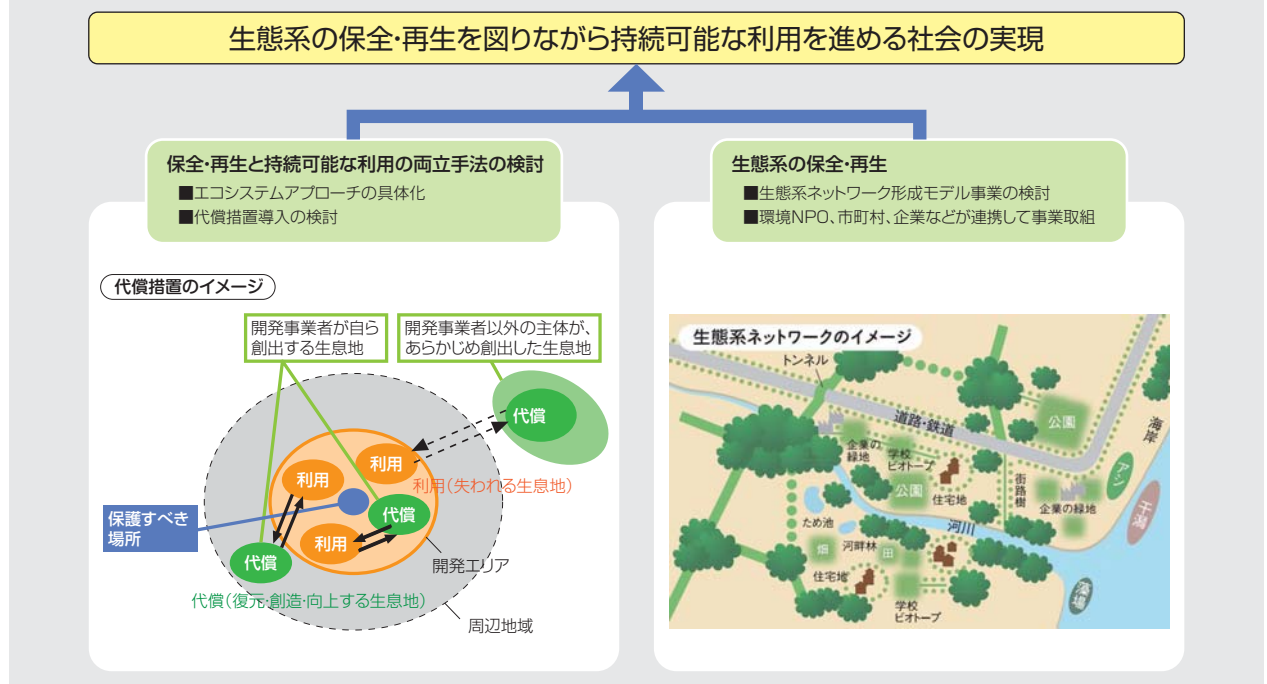 生態系の保全･再生を図りながら持続可能な利用を進める社会の実現
保全･再生と持続可能な利用の両立手法の検討
■エコシステムアプローチの具体化
■代償措置導入の検討
代償措置のイメージ
開発事業者が自ら
創出する生息地
開発事業者以外の主体が、
あらかじめ創出した生息地
代償
利用
利用
利用(失われる生息地)
代償
利用
保護すべき
場所
代償
開発エリア
代償(復元･創造･向上する生息地)
周辺地域
生態系の保全･再生
■生態系ネットワーク形成モデル事業の検討
■環境NPO、市町村、企業などが連携して事業取組
生態系ネットワークのイメージ
トンネル
道路･鉄道
公園
海岸
企業の
緑地
学校
ビオトープ
アシ
公園
住宅地
街路樹
企業の緑地
干潟
ため池
河川
畑
河畔林
田
住宅地
藻場
学校
ビオトープ